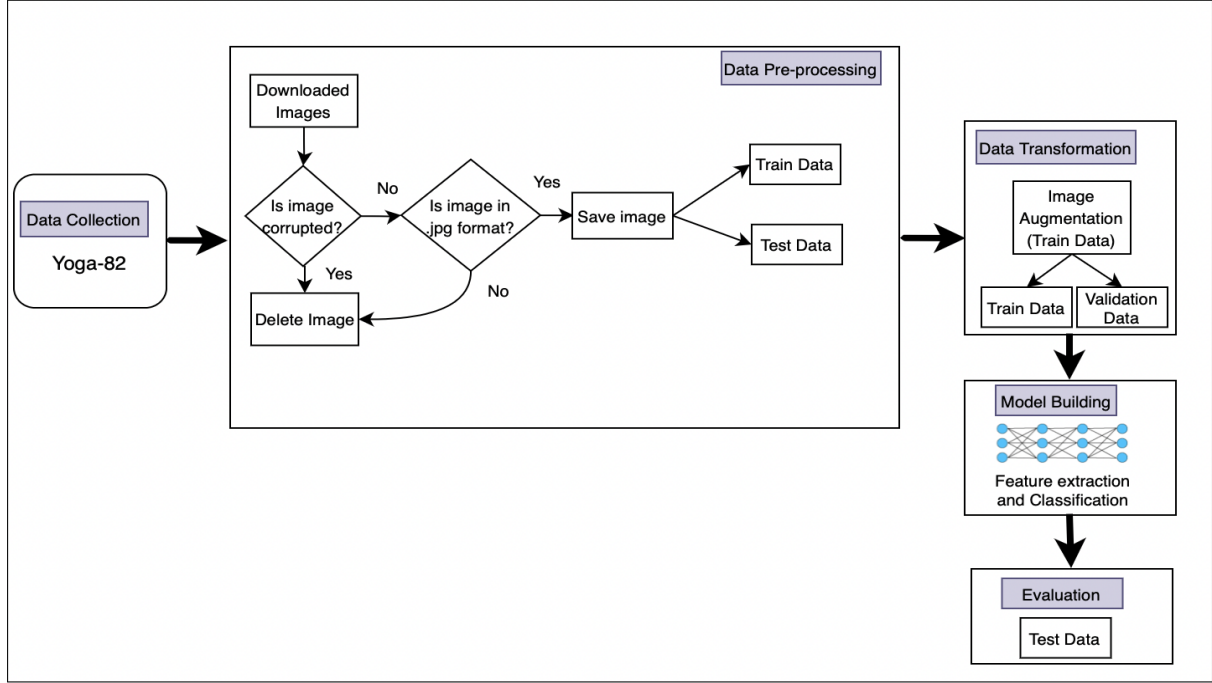 Data Collection
Yoga-82
Data Pre-processing
Downloaded
Images
Is image
corrupted?
No
Yes
Is image in
.jpg format?
Yes
No
Delete Image
Save image
Train Data
Test Data
Data Transformation
Image
Augmentation
(Train Data)
Train Data
Validation
Data
Model Building
Feature extraction
and Classification
Evaluation
Test Data